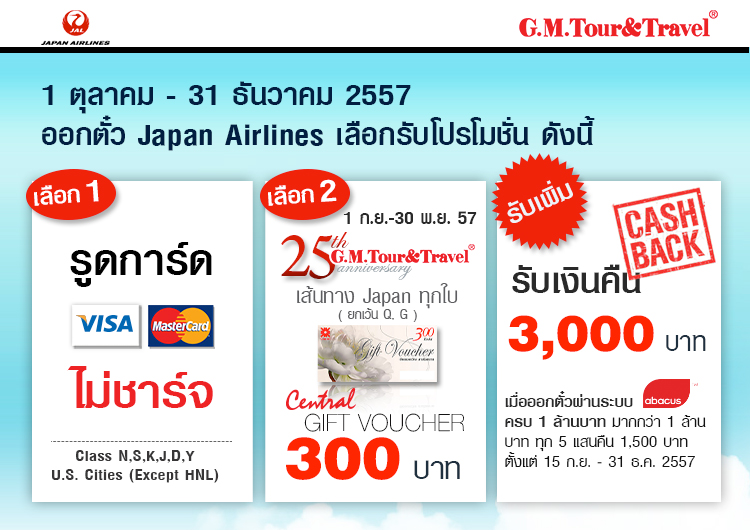 JAL
JAPAN AIRLINES
G.M.Tour&Travel®
1 ตุลาคม - 31 ธันวาคม 2557
ออกตั๋ว Japan Airlines เลือกรับโปรโมชั่น ดังนี้
เลือก 1
รูดการ์ด
VISA
MasterCard
ไม่ชาร์จ
Class N,S,K,J,D,Y
U.S. Cities (Except HNL)
เลือก 2
1 ก.ย.-30 พ.ย. 57
25th
G.M.Tour&Travel®
anniversary
เส้นทาง Japan ทุกใบ
( ยกเว้น Q, G )
300
Gift Voucher
Central
GIFT VOUCHER
300 บาท
รับเพิ่ม
CASH
BACK
รับเงินคืน
3,000 บาท
เมื่อออกตั๋วผ่านระบบ abacus
ครบ 1 ล้านบาท มากกว่า 1 ล้าน
บาท ทุก 5 แสนคืน 1,500 บาท
ตั้งแต่ 15 ก.ย. - 31 ธ.ค. 2557